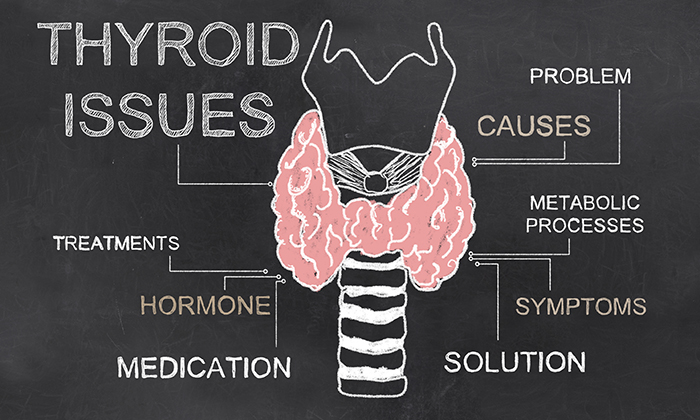 THYROID
ISSUES
PROBLEM
CAUSES
METABOLIC
PROCESSES
TREATMENTS
HORMONE
SYMPTOMS
MEDICATION
SOLUTION